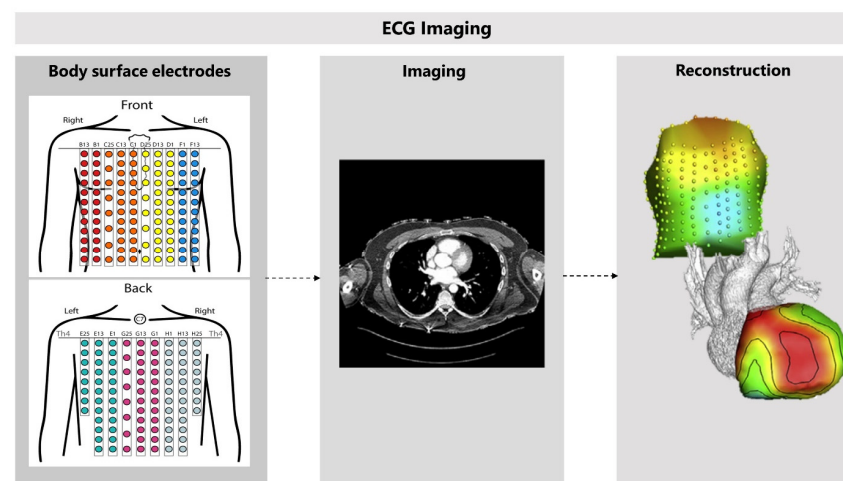 ECG Imaging
Body surface electrodes
Imaging
Reconstruction
Front
Right
Left
B13 B1 C25 C13 C1 D25 D13 D1 F1 F13
Back
Left
C7
Right
Th4 E25 E13 E1 G25 G13 G1 H1 H13 H25 Th4